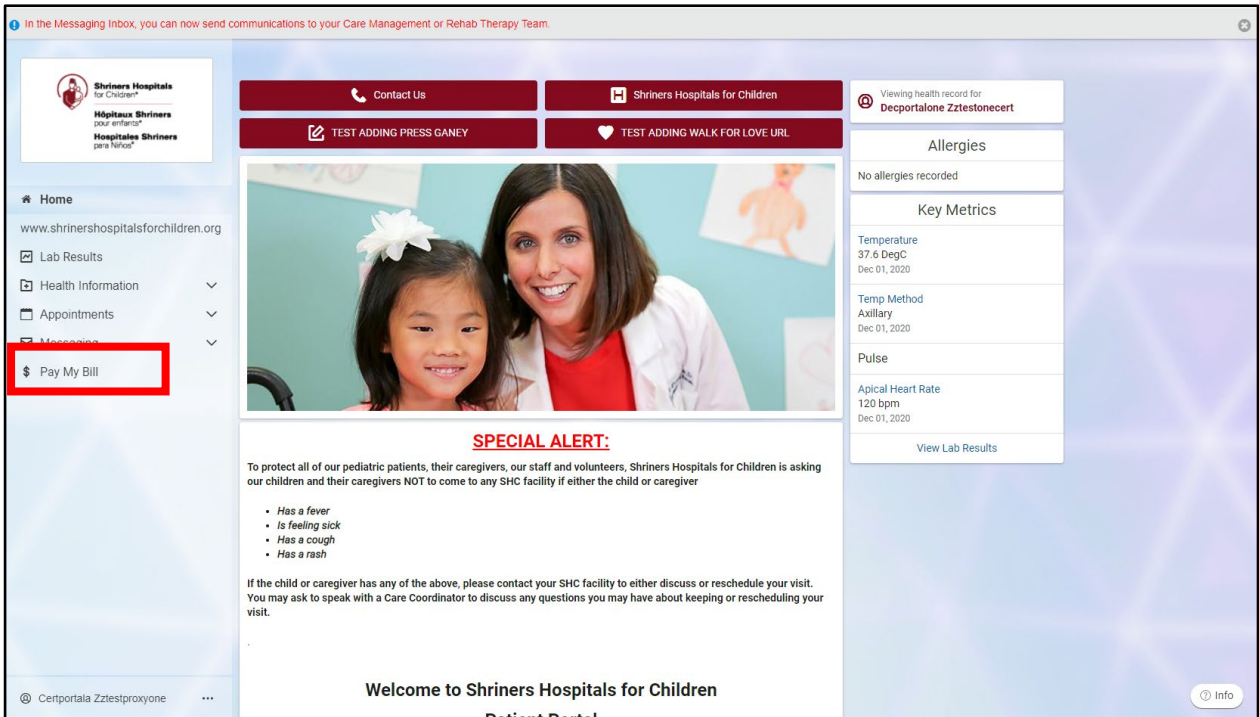 In the Messaging Inbox, you can now send communications to your Care Management or Rehab Therapy Team.
Shriners Hospitals
for Children®
Hôpitaux Shriners
pour enfants®
Hospitales Shriners
para Niños®
Home
www.shrinershospitalsforchildren.org
Lab Results
Health Information
Appointments
Messaging
$ Pay My Bill
Certportala Zztestproxyone ...
Contact Us
H Shriners Hospitals for Children
TEST ADDING PRESS GANEY
TEST ADDING WALK FOR LOVE URL
SPECIAL ALERT:
To protect all of our pediatric patients, their caregivers, our staff and volunteers, Shriners Hospitals for Children is asking
our children and their caregivers NOT to come to any SHC facility if either the child or caregiver
• Has a fever
• Is feeling sick
• Has a cough
• Has a rash
If the child or caregiver has any of the above, please contact your SHC facility to either discuss or reschedule your visit.
You may ask to speak with a Care Coordinator to discuss any questions you may have about keeping or rescheduling your
visit.
.
Welcome to Shriners Hospitals for Children
Patient Portal
Viewing health record for
Decportalone Zztestonecert
Allergies
No allergies recorded
Key Metrics
Temperature
37.6 DegC
Dec 01, 2020
Temp Method
Axillary
Dec 01, 2020
Pulse
Apical Heart Rate
120 bpm
Dec 01, 2020
View Lab Results
Info